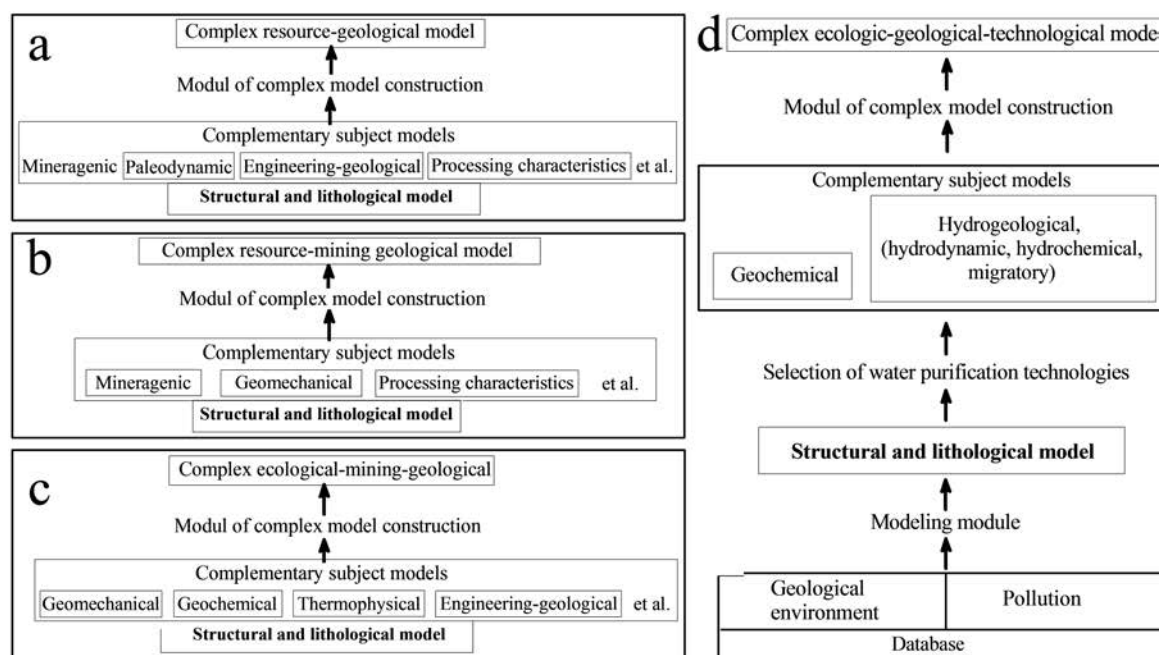 a
Complex resource-geological model
Modul of complex model construction
Complementary subject models
Mineragenic Paleodynamic Engineering-geological Processing characteristics et al.
Structural and lithological model
b
Complex resource-mining geological model
Modul of complex model construction
Complementary subject models
Mineragenic Geomechanical Processing characteristics et al.
Structural and lithological model
c
Complex ecological-mining-geological
Modul of complex model construction
Complementary subject models
Geomechanical Geochemical Thermophysical Engineering-geological et al.
Structural and lithological model
d
Complex ecologic-geological-technological mode
Modul of complex model construction
Complementary subject models
Geochemical
Hydrogeological,
(hydrodynamic, hydrochemical,
migratory)
Selection of water purification technologies
Structural and lithological model
Modeling module
Geological
environment
Pollution
Database